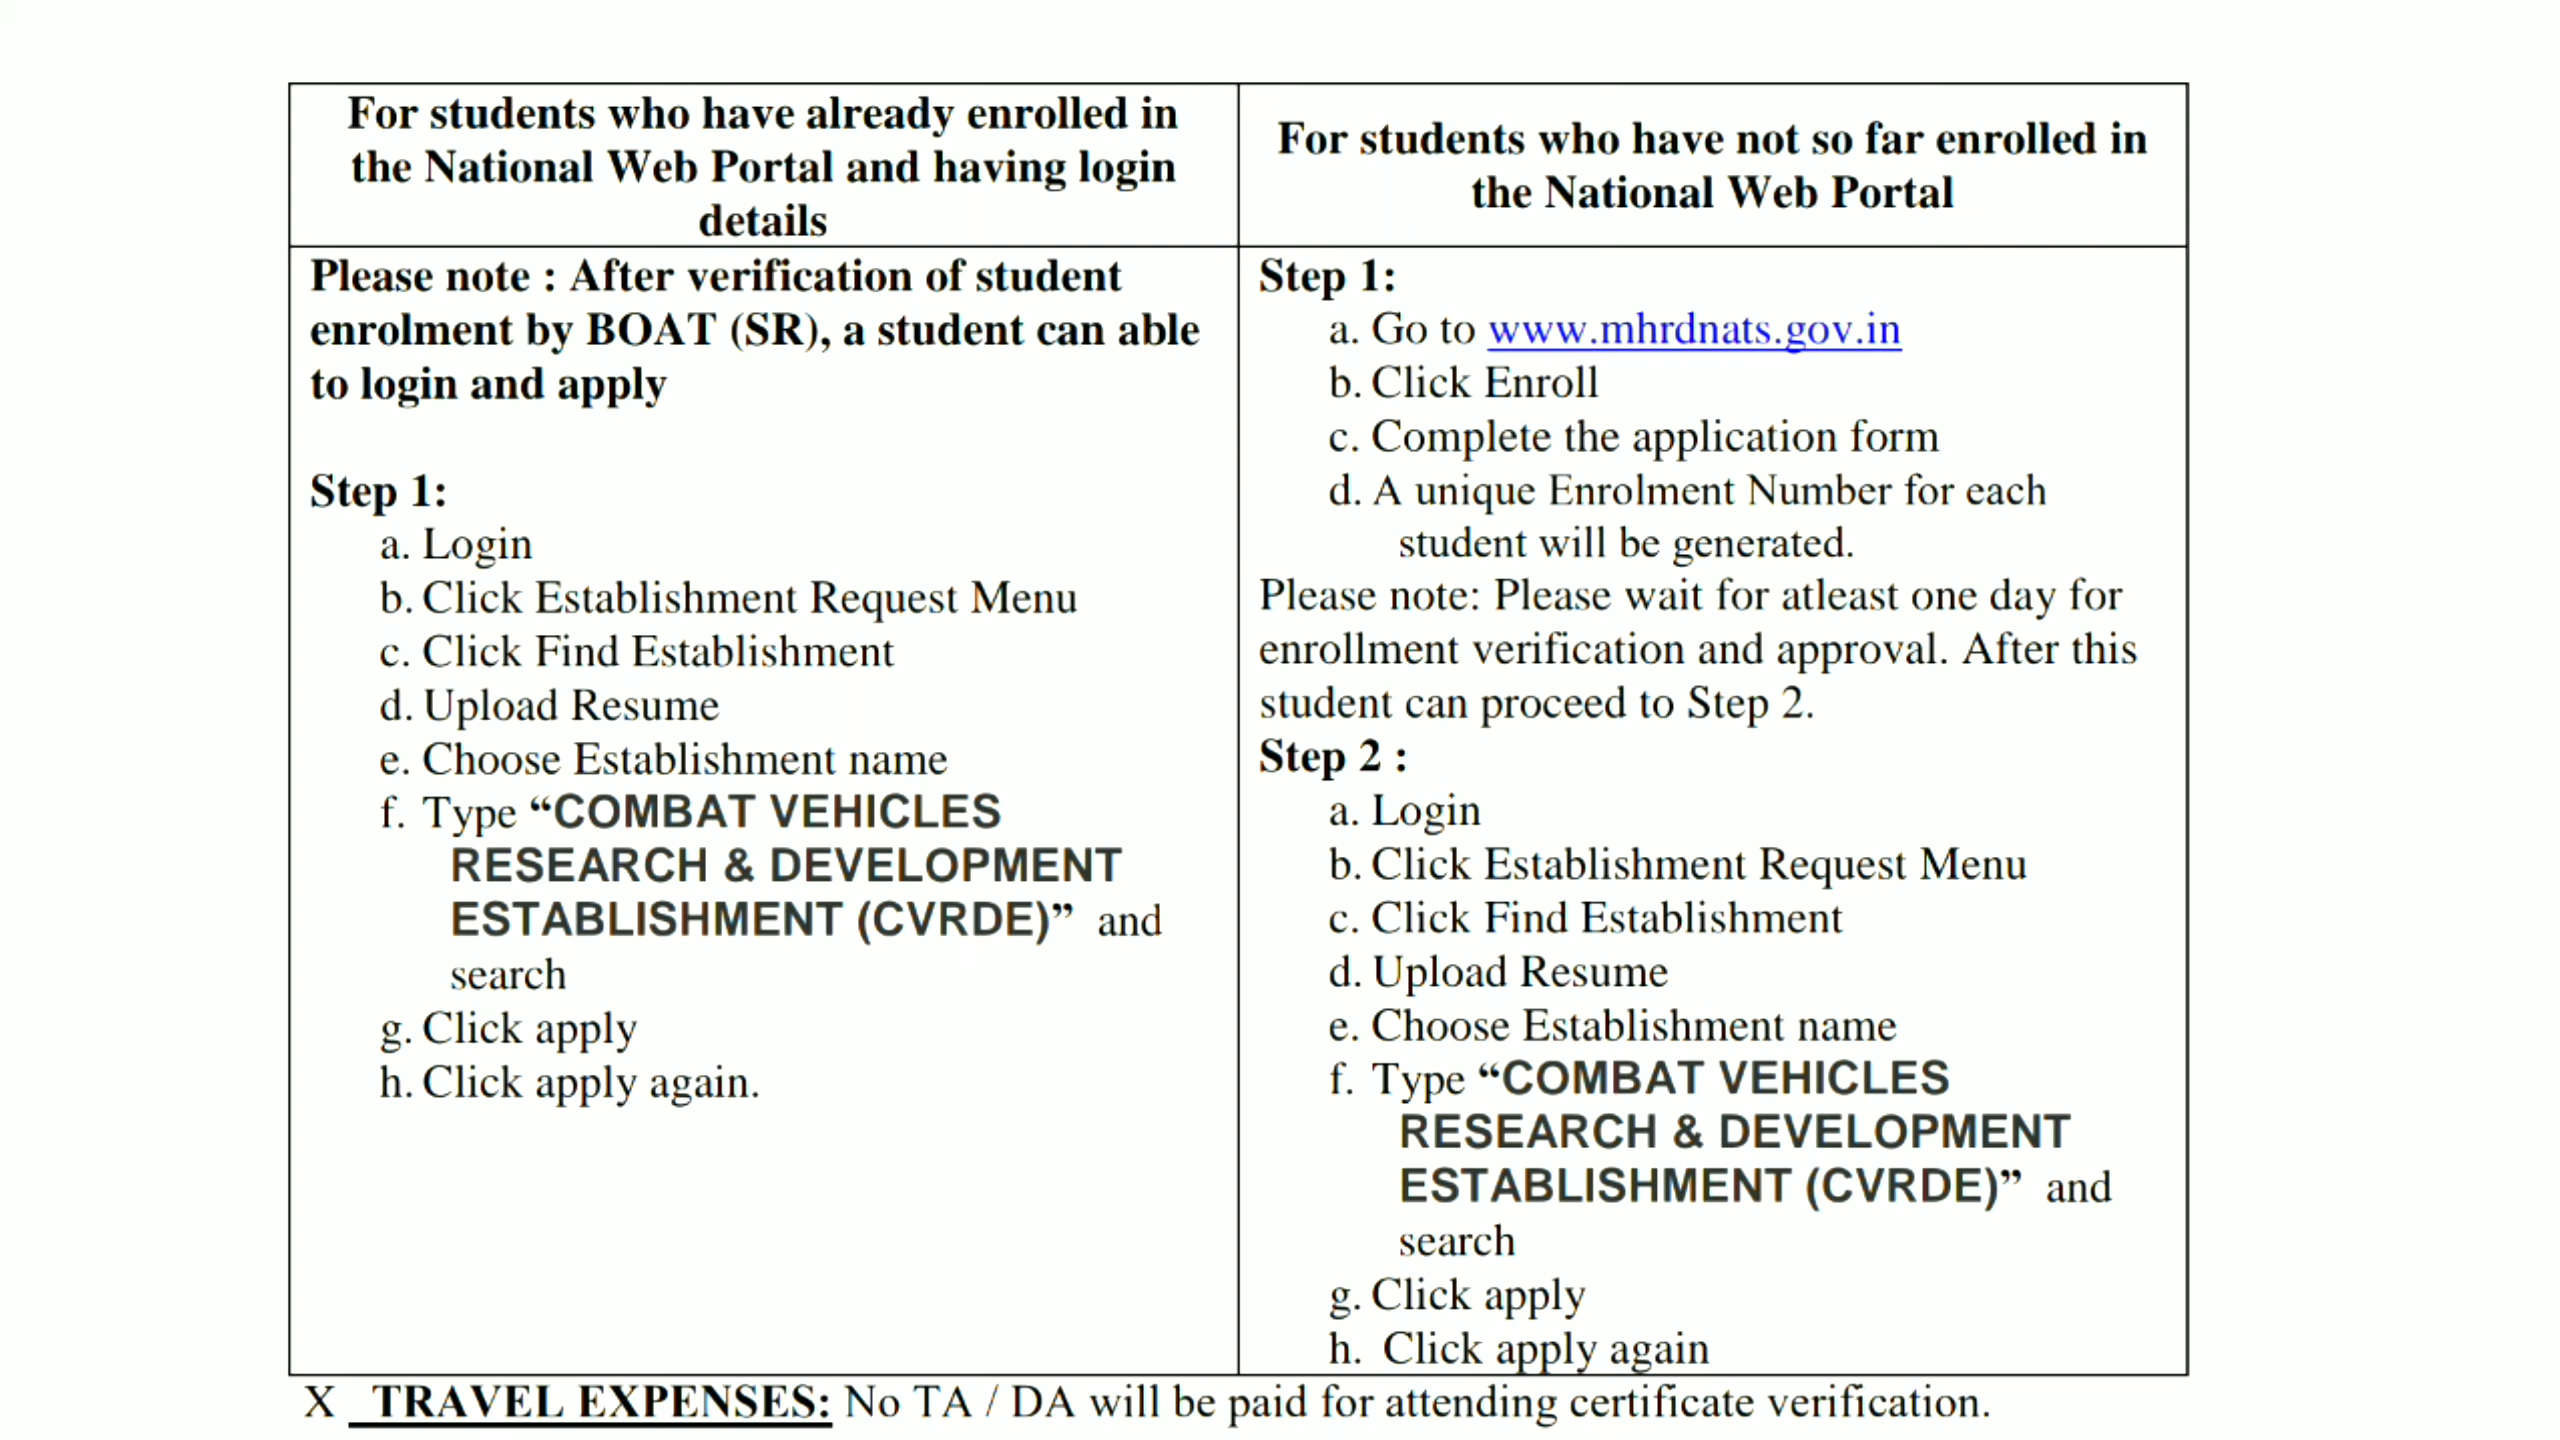 For students who have already enrolled in
the National Web Portal and having login
details
Please note : After verification of student
enrolment by BOAT (SR), a student can able
to login and apply
Step 1:
a. Login
b. Click Establishment Request Menu
c. Click Find Establishment
d. Upload Resume
e. Choose Establishment name
f. Type “COMBAT VEHICLES
RESEARCH & DEVELOPMENT
ESTABLISHMENT (CVRDE)” and
search
g. Click apply
h. Click apply again.
For students who have not so far enrolled in
the National Web Portal
Step 1:
a. Go to www.mhrdnats.gov.in
b. Click Enroll
c. Complete the application form
d. A unique Enrolment Number for each
student will be generated.
Please note: Please wait for atleast one day for
enrollment verification and approval. After this
student can proceed to Step 2.
Step 2 :
a. Login
b. Click Establishment Request Menu
c. Click Find Establishment
d. Upload Resume
e. Choose Establishment name
f. Type “COMBAT VEHICLES
RESEARCH & DEVELOPMENT
ESTABLISHMENT (CVRDE)” and
search
g. Click apply
h. Click apply again
X TRAVEL EXPENSES: No TA / DA will be paid for attending certificate verification.